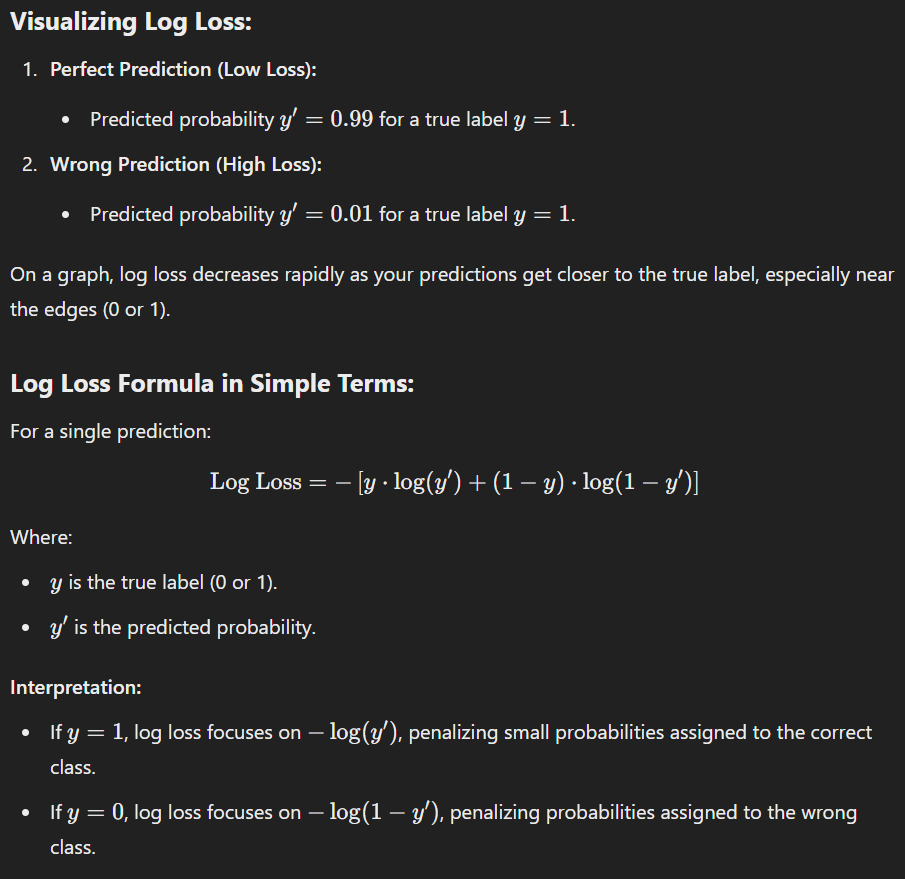 Visualizing Log Loss:
1. Perfect Prediction (Low Loss):
• Predicted probability y′ = 0.99 for a true label y = 1.
2. Wrong Prediction (High Loss):
• Predicted probability y′ = 0.01 for a true label y = 1.
On a graph, log loss decreases rapidly as your predictions get closer to the true label, especially near
the edges (0 or 1).
Log Loss Formula in Simple Terms:
For a single prediction:
Log Loss = − [y · log(y′) + (1 − y) · log(1 − y′)]
Where:
• y is the true label (0 or 1).
• y′ is the predicted probability.
Interpretation:
• If y = 1, log loss focuses on − log(y′), penalizing small probabilities assigned to the correct
class.
• If y = 0, log loss focuses on − log(1 − y′), penalizing probabilities assigned to the wrong
class.